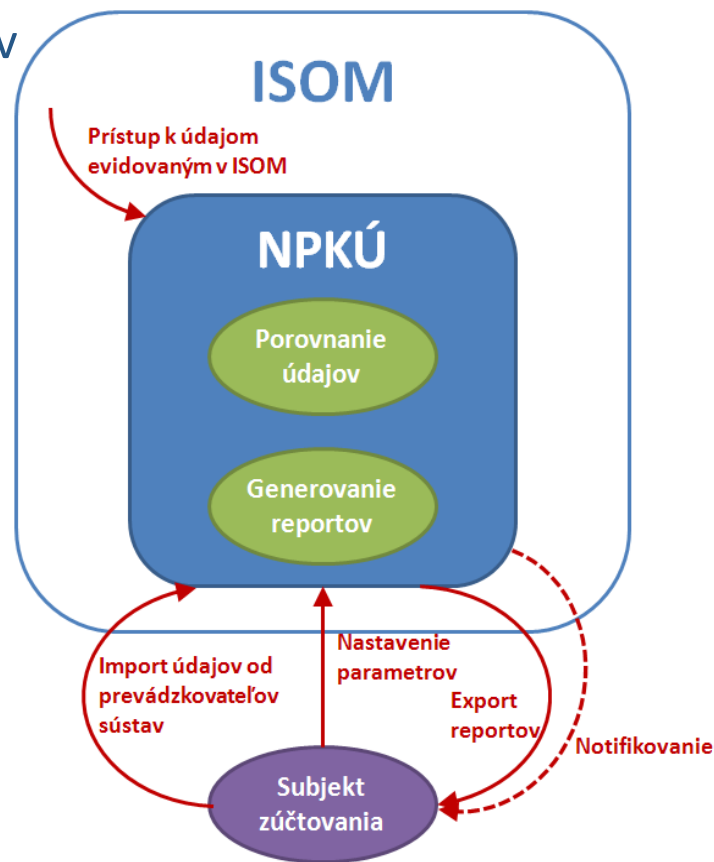 v
ISOM
Prístup k údajom
evidovaným v ISOM
NPKÚ
Porovnanie
údajov
Generovanie
reportov
Import údajov od
prevádzkovateľov
sústav
Nastavenie
parametrov
Export
reportov
Notifikovanie
Subjekt
zúčtovania